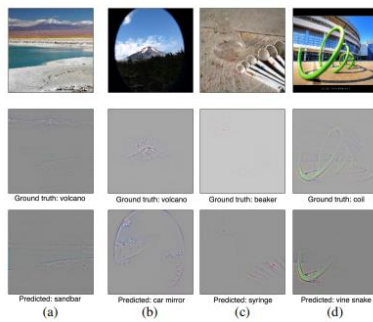 Ground truth: volcano Ground truth: volcano Ground truth: beaker Ground truth: coil
Predicted: sandbar Predicted: car mirror Predicted: syringe Predicted: vine snake
(a) (b) (c) (d)